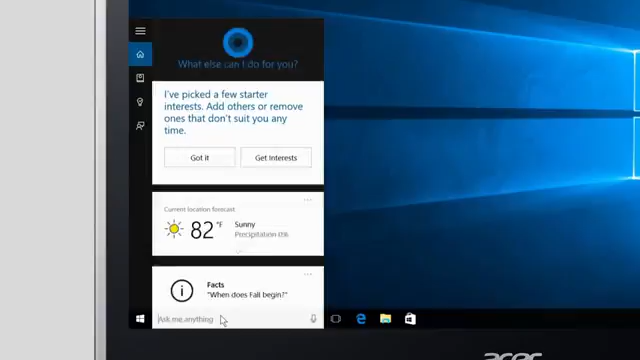 What else can I do for you?
I've picked a few starter
interests. Add others or remove
ones that don't suit you any
time.
Got it
Get Interests
Current location forecast
82 °F
Sunny
Precipitation 0%
Facts
"When does Fall begin?"
Ask me anything
acer